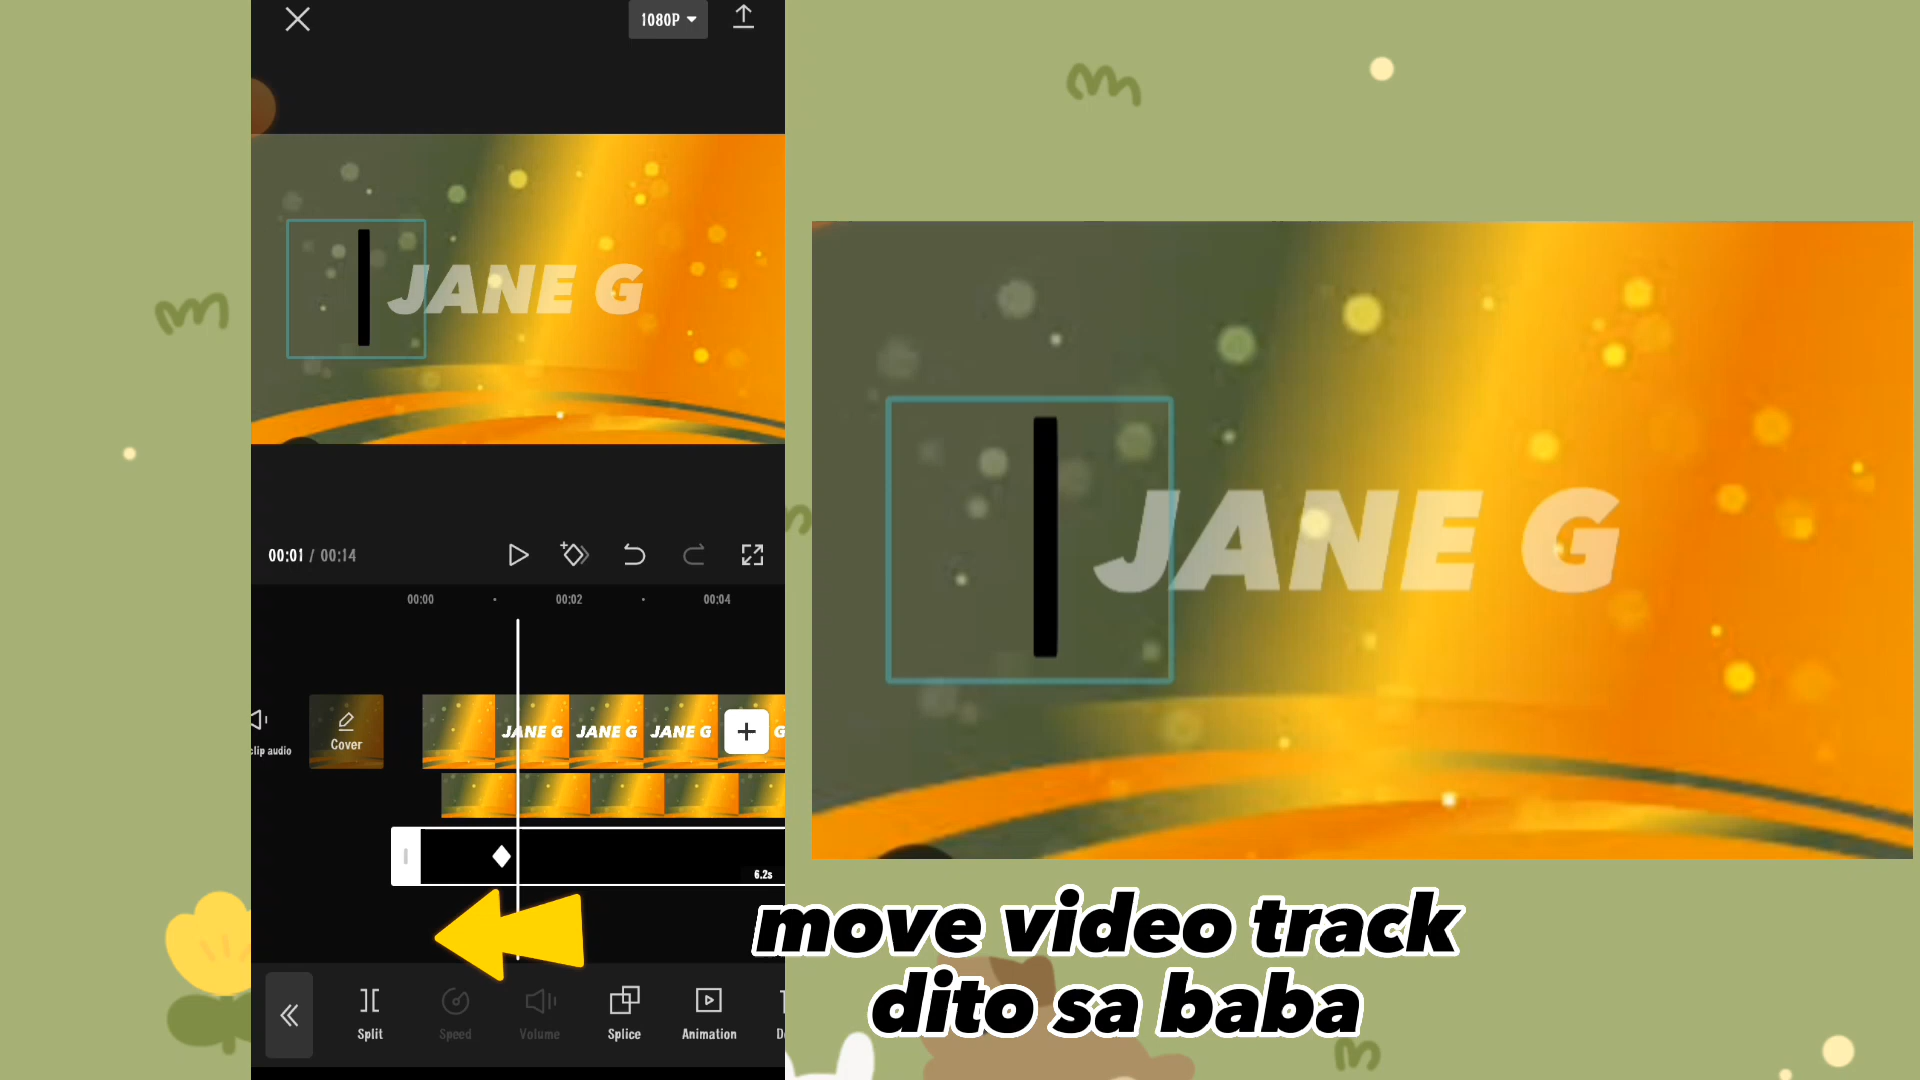 1080P
JANE G
JANE G
00:01 / 00:14
00:00
00:02
00:04
clip audio
Cover
JANE G
JANE G
JANE G
G
6.2s
move video track
dito sa baba
Split
Speed
Volume
Splice
Animation